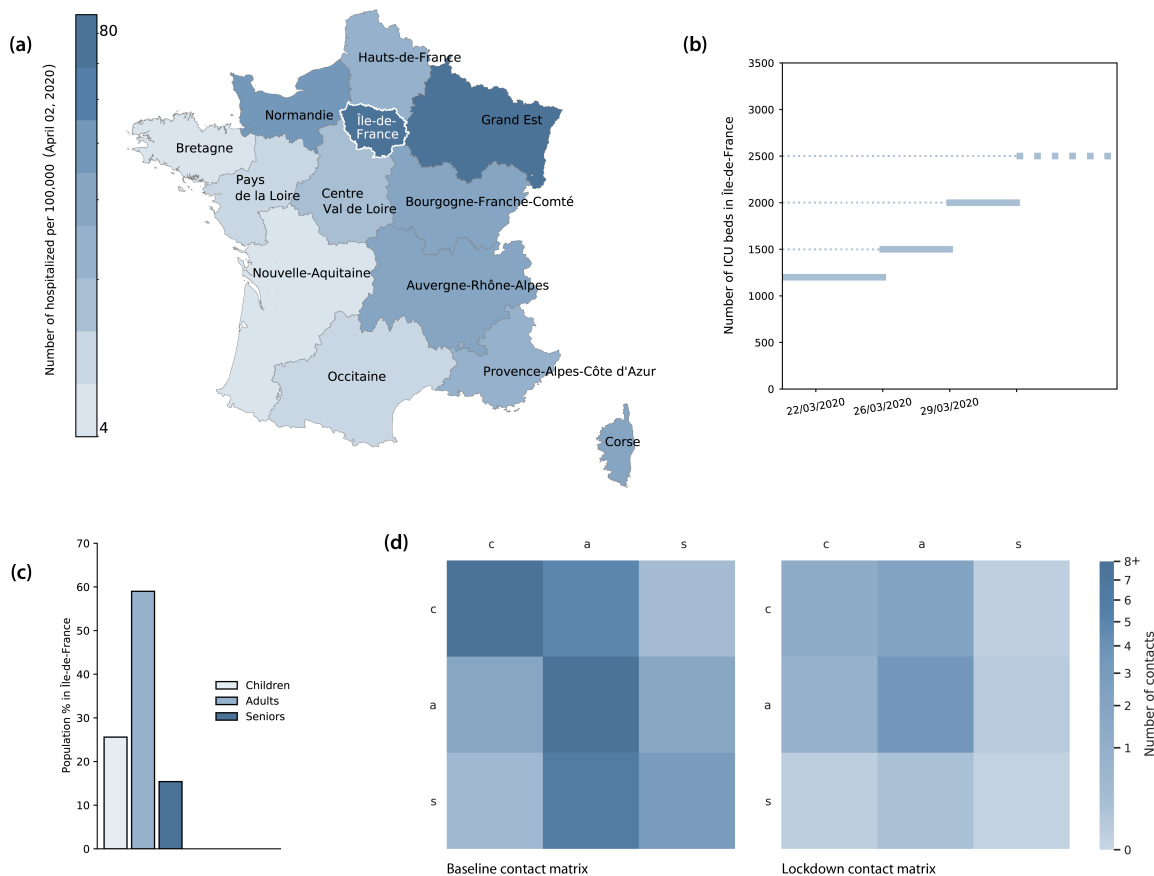 (a)
80
4
Number of hospitalized per 100,000 (April 02, 2020)
Hauts-de-France
Normandie
Île-de-
France
Grand Est
Bretagne
Pays
de la Loire
Centre
Val de Loire
Bourgogne-Franche-Comté
Nouvelle-Aquitaine
Auvergne-Rhône-Alpes
Occitaine
Provence-Alpes-Côte d'Azur
Corse
(b)
Number of ICU beds in Île-de-France
3500
3000
2500
2000
1500
1000
500
0
22/03/2020
26/03/2020
29/03/2020
(c)
Population % in Île-de-France
70
60
50
40
30
20
10
0
Children
Adults
Seniors
(d)
c a s
c
a
s
Baseline contact matrix
c a s
c
a
s
Lockdown contact matrix
8+
7
6
5
4
3
2
1
0
Number of contacts